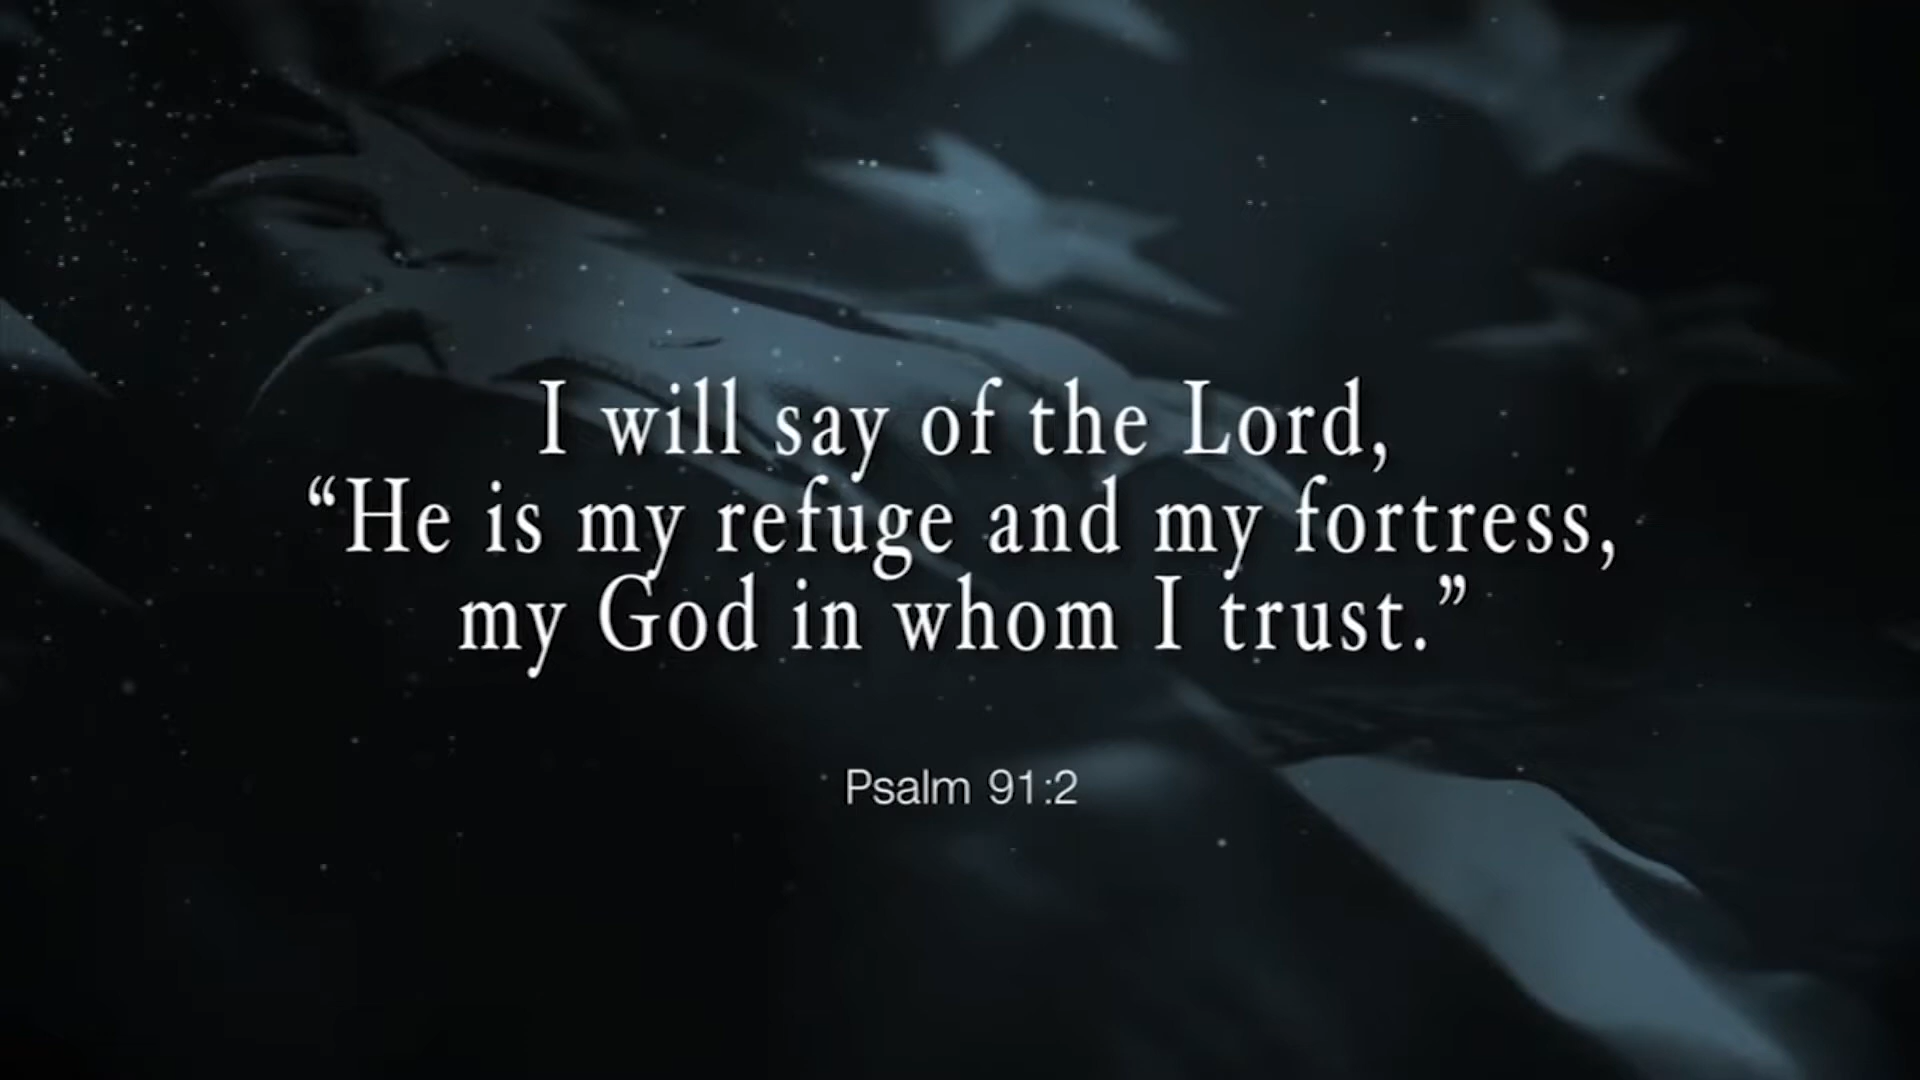 I will say of the Lord,
“He is my refuge and my fortress,
my God in whom I trust.”
Psalm 91:2